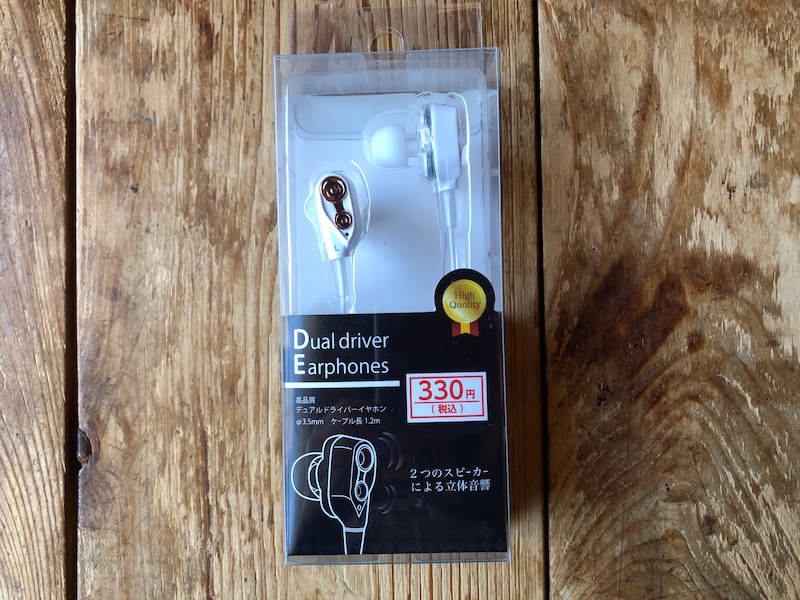 L
High
Quolity
Dual driver
Earphones
330円
(税込)
高品質
デュアルドライバーイヤホン
φ3.5mm ケーブル長 1.2m
2つのスピーカー
による立体音響